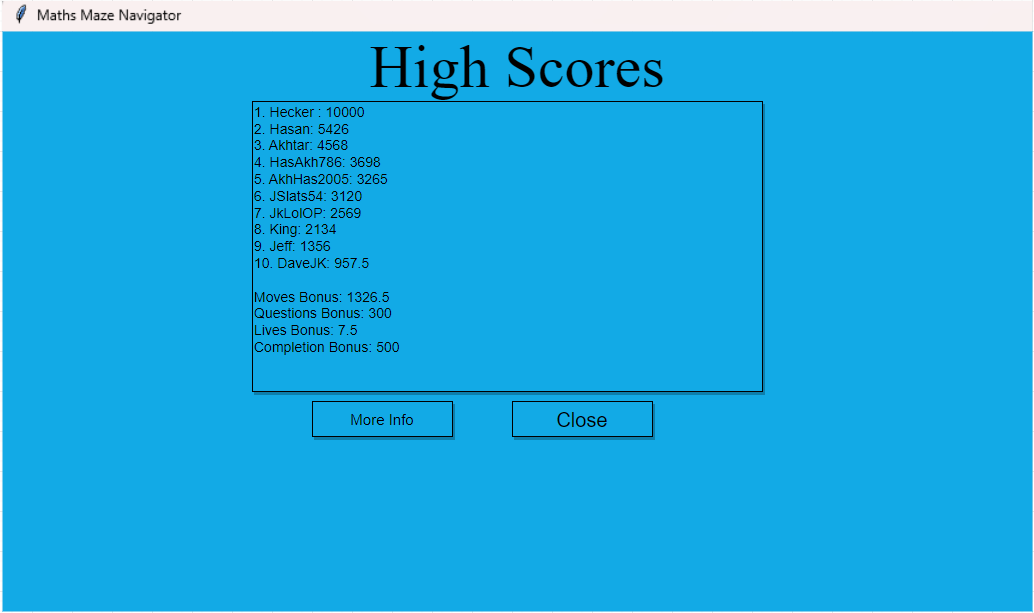 Maths Maze Navigator
High Scores
1. Hecker : 10000
2. Hasan: 5426
3. Akhtar: 4568
4. HasAkh786: 3698
5. AkhHas2005: 3265
6. JSlats54: 3120
7. JkLolOP: 2569
8. King: 2134
9. Jeff: 1356
10. DaveJK: 957.5
Moves Bonus: 1326.5
Questions Bonus: 300
Lives Bonus: 7.5
Completion Bonus: 500
More Info
Close